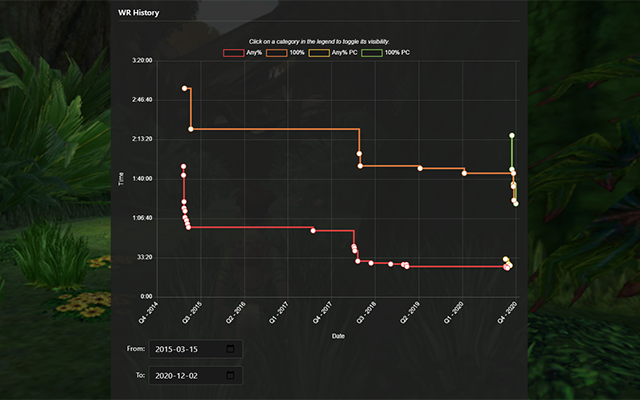 WR History
Click on a category in the legend to toggle its visibility.
Any% 100% Any% PC 100% PC
3:20:00
2:46:40
2:13:20
1:40:00
1:06:40
33:20
0:00
Time
Q4 - 2014
Q3 - 2015
Q2 - 2016
Q1 - 2017
Q4 - 2017
Q3 - 2018
Q2 - 2019
Q1 - 2020
Q4 - 2020
Date
From: 2015-03-15
To: 2020-12-02